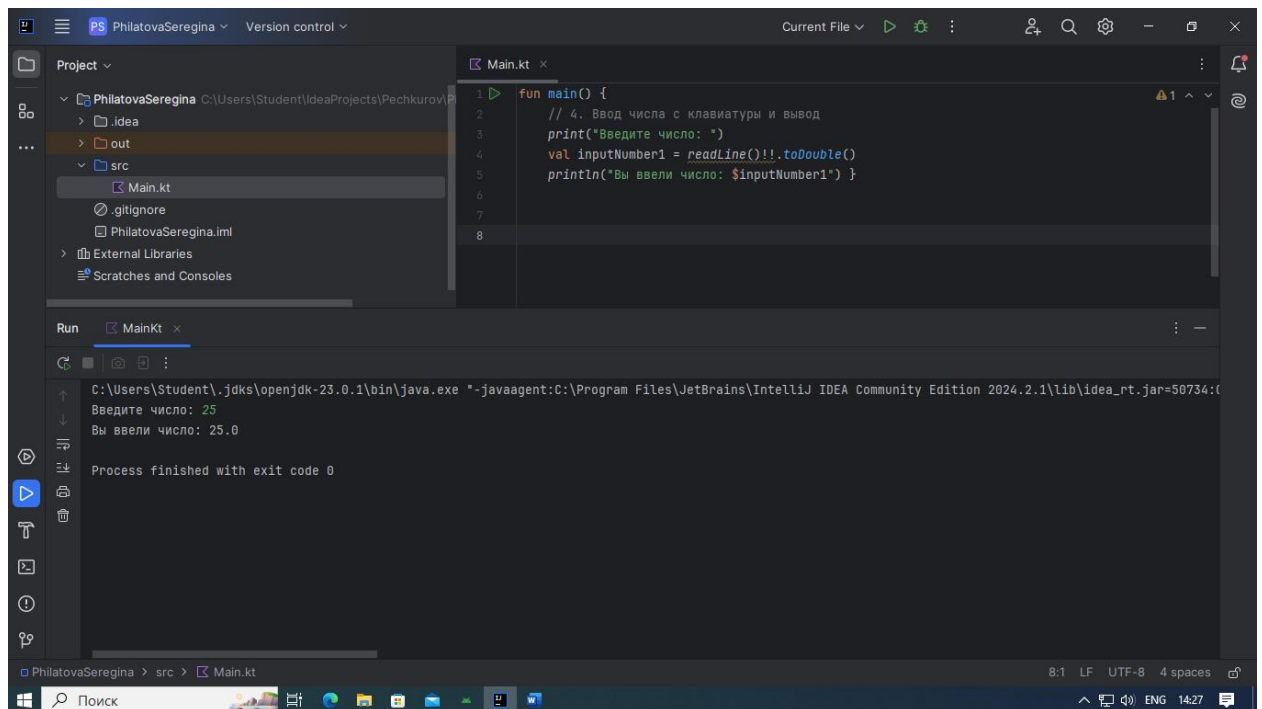 PS PhilatovaSeregina Version control Current File
Project
Main.kt
PhilatovaSeregina C:\Users\Student\IdeaProjects\Pechkurov\P
.idea
out
src
Main.kt
.gitignore
PhilatovaSeregina.iml
External Libraries
Scratches and Consoles
1 fun main() {
2 // 4. Ввод числа с клавиатуры и вывод
3 print("Введите число: ")
4 val inputNumber1 = readLine()!!.toDouble()
5 println("Вы ввели число: $inputNumber1") }
6
7
8
1
Run MainKt
C:\Users\Student\.jdks\openjdk-23.0.1\bin\java.exe "-javaagent:C:\Program Files\JetBrains\IntelliJ IDEA Community Edition 2024.2.1\lib\idea_rt.jar=50734:
Введите число: 25
Вы ввели число: 25.0
Process finished with exit code 0
PhilatovaSeregina > src > Main.kt 8:1 LF UTF-8 4 spaces
Поиск ENG 14:27